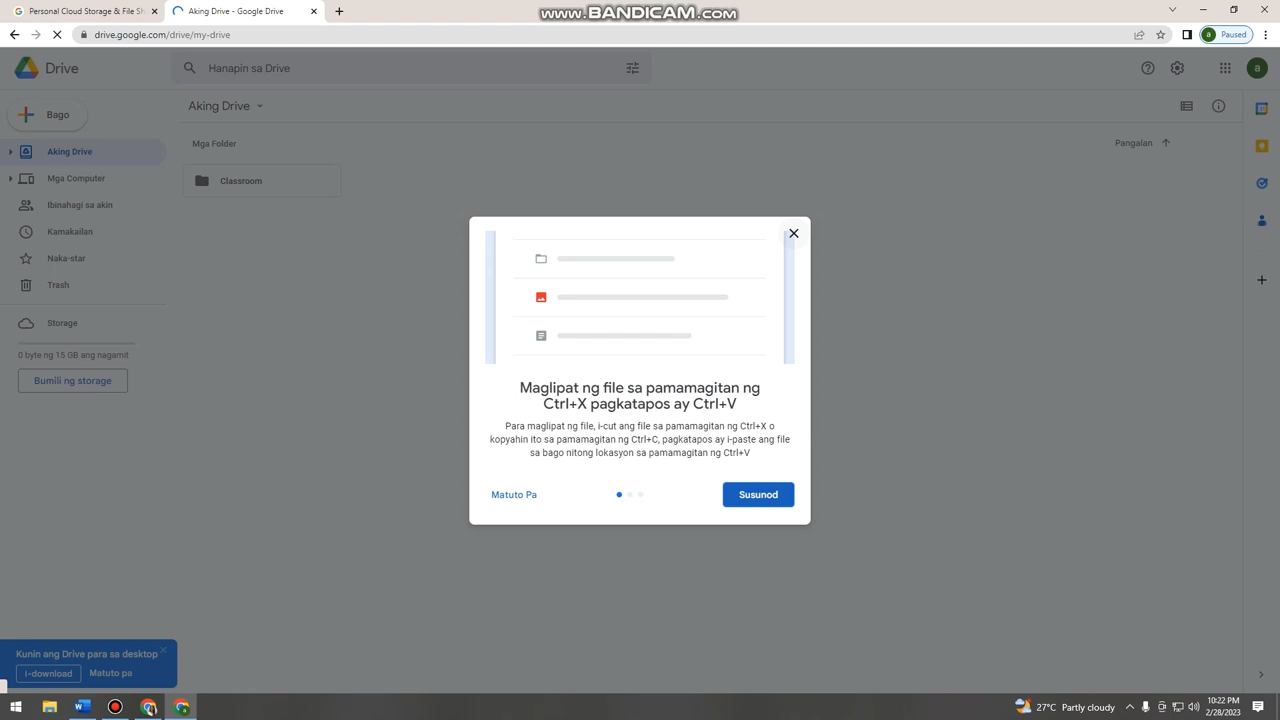 www.BANDICAM.com
Personal Cloud Storage & File Sh
Aking Drive - Google Drive
drive.google.com/drive/my-drive
a
Paused
Drive
Hanapin sa Drive
a
Bago
Aking Drive
Aking Drive
Mga Folder
Pangalan
Mga Computer
Classroom
Ibinahagi sa akin
Kamakailan
Naka-star
Trash
Storage
0 byte ng 15 GB ang nagamit
Bumili ng storage
Maglipat ng file sa pamamagitan ng
Ctrl+X pagkatapos ay Ctrl+V
Para maglipat ng file, i-cut ang file sa pamamagitan ng Ctrl+X o
kopyahin ito sa pamamagitan ng Ctrl+C, pagkatapos ay i-paste ang file
sa bago nitong lokasyon sa pamamagitan ng Ctrl+V
Matuto Pa
Susunod
Kunin ang Drive para sa desktop
I-download
Matuto pa
27°C Partly cloudy
10:22 PM
2/28/2023